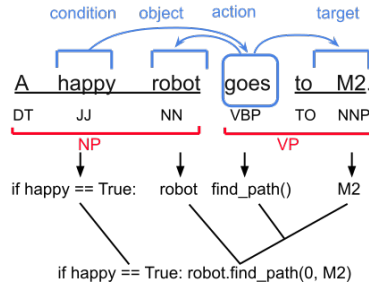 condition object action target
A happy robot goes to M2.
DT JJ NN VBP TO NNP
NP VP
if happy == True: robot find_path() M2
if happy == True: robot.find_path(0, M2)